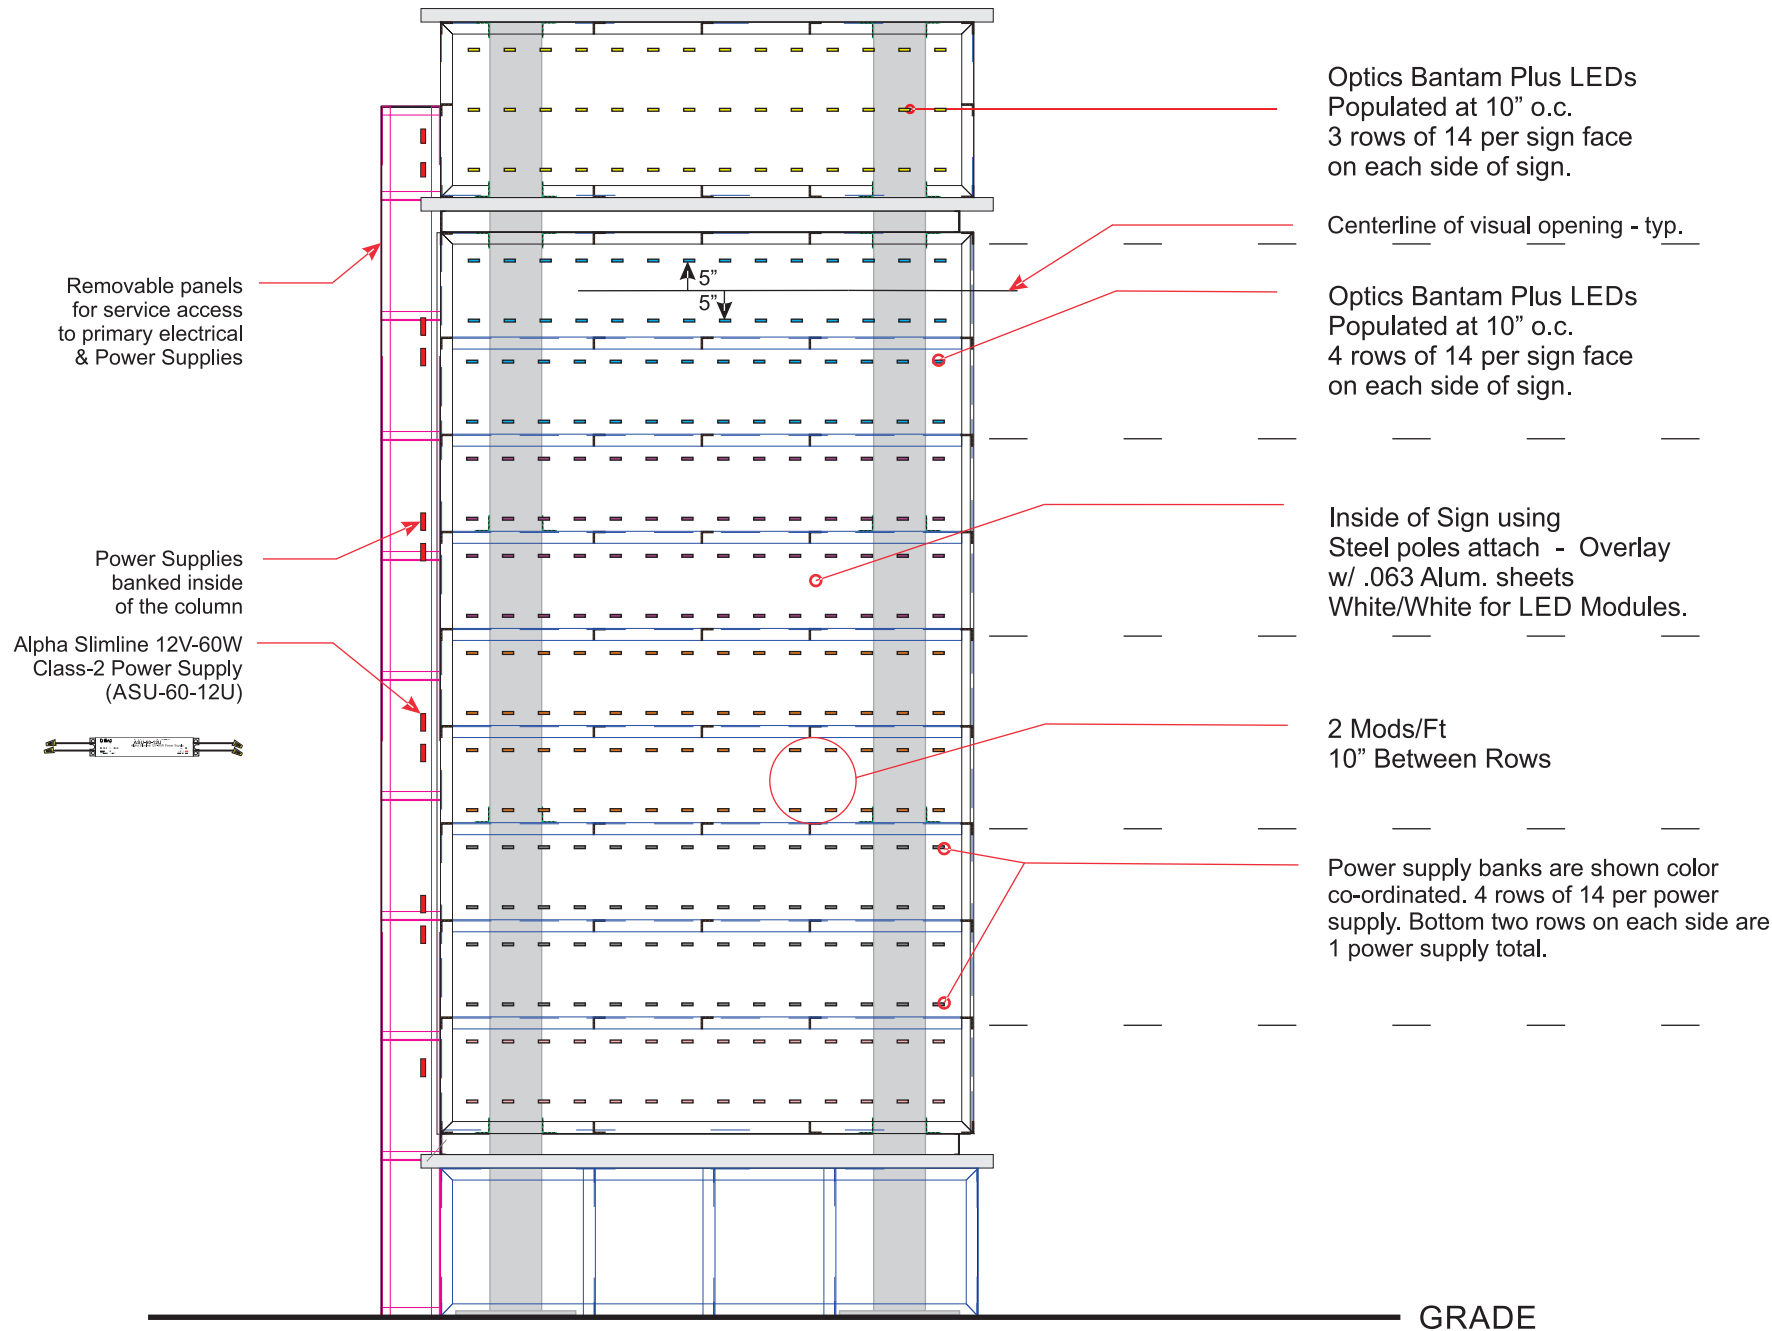 Optics Bantam Plus LEDs
Populated at 10” o.c.
3 rows of 14 per sign face
on each side of sign.
Centerline of visual opening - typ.
Removable panels
for service access
to primary electrical
& Power Supplies
5”
5”
Optics Bantam Plus LEDs
Populated at 10” o.c.
4 rows of 14 per sign face
on each side of sign.
Power Supplies
banked inside
of the column
Inside of Sign using
Steel poles attach - Overlay
w/ .063 Alum. sheets
White/White for LED Modules.
Alpha Slimline 12V-60W
Class-2 Power Supply
(ASU-60-12U)
ASU-60-12U
2 Mods/Ft
10” Between Rows
Power supply banks are shown color
co-ordinated. 4 rows of 14 per power
supply. Bottom two rows on each side are
1 power supply total.
GRADE